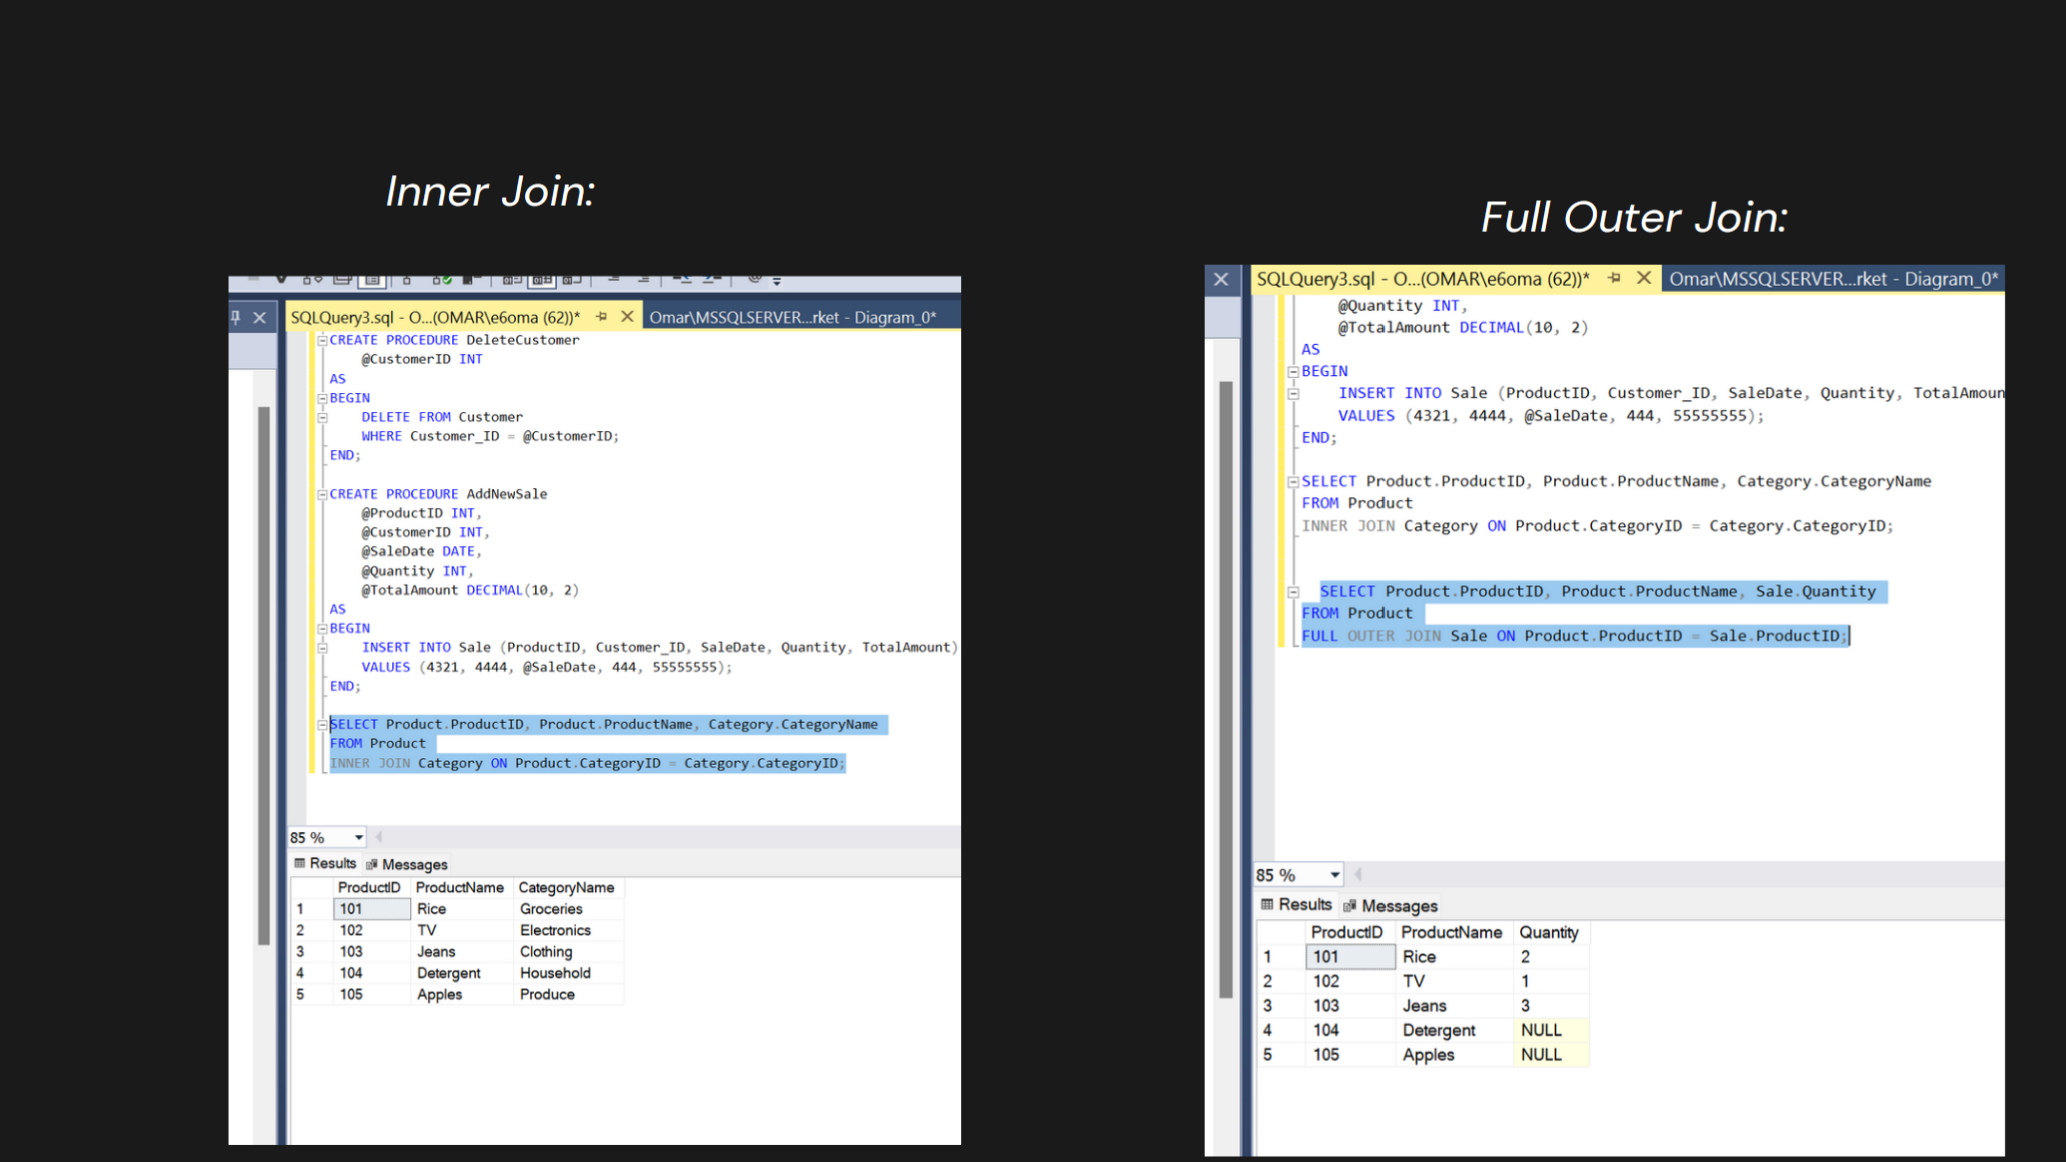 Inner Join:
SQLQuery3.sql - O...(OMAR\e6oma (62))*
Omar\MSSQLSERVER...rket - Diagram_0*
CREATE PROCEDURE DeleteCustomer
@CustomerID INT
AS
BEGIN
DELETE FROM Customer
WHERE Customer_ID = @CustomerID;
END;
CREATE PROCEDURE AddNewSale
@ProductID INT,
@CustomerID INT,
@SaleDate DATE,
@Quantity INT,
@TotalAmount DECIMAL(10, 2)
AS
BEGIN
INSERT INTO Sale (ProductID, Customer_ID, SaleDate, Quantity, TotalAmount)
VALUES (4321, 4444, @SaleDate, 444, 55555555);
END;
SELECT Product.ProductID, Product.ProductName, Category.CategoryName
FROM Product
INNER JOIN Category ON Product.CategoryID = Category.CategoryID;
85 %
Results Messages
ProductID ProductName CategoryName
1 101 Rice Groceries
2 102 TV Electronics
3 103 Jeans Clothing
4 104 Detergent Household
5 105 Apples Produce
Full Outer Join:
SQLQuery3.sql - O...(OMAR\e6oma (62))*
Omar\MSSQLSERVER...rket - Diagram_0*
@Quantity INT,
@TotalAmount DECIMAL(10, 2)
AS
BEGIN
INSERT INTO Sale (ProductID, Customer_ID, SaleDate, Quantity, TotalAmoun
VALUES (4321, 4444, @SaleDate, 444, 55555555);
END;
SELECT Product.ProductID, Product.ProductName, Category.CategoryName
FROM Product
INNER JOIN Category ON Product.CategoryID = Category.CategoryID;
SELECT Product.ProductID, Product.ProductName, Sale.Quantity
FROM Product
FULL OUTER JOIN Sale ON Product.ProductID = Sale.ProductID;
85 %
Results Messages
ProductID ProductName Quantity
1 101 Rice 2
2 102 TV 1
3 103 Jeans 3
4 104 Detergent NULL
5 105 Apples NULL